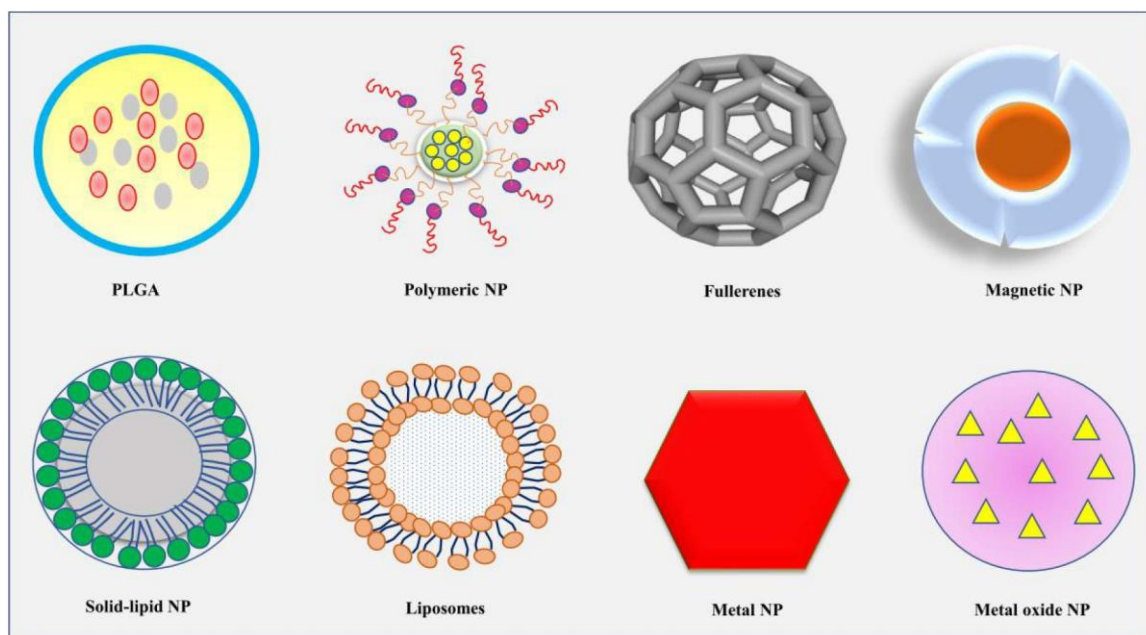 PLGA
Polymeric NP
Fullerenes
Magnetic NP
Solid-lipid NP
Liposomes
Metal NP
Metal oxide NP